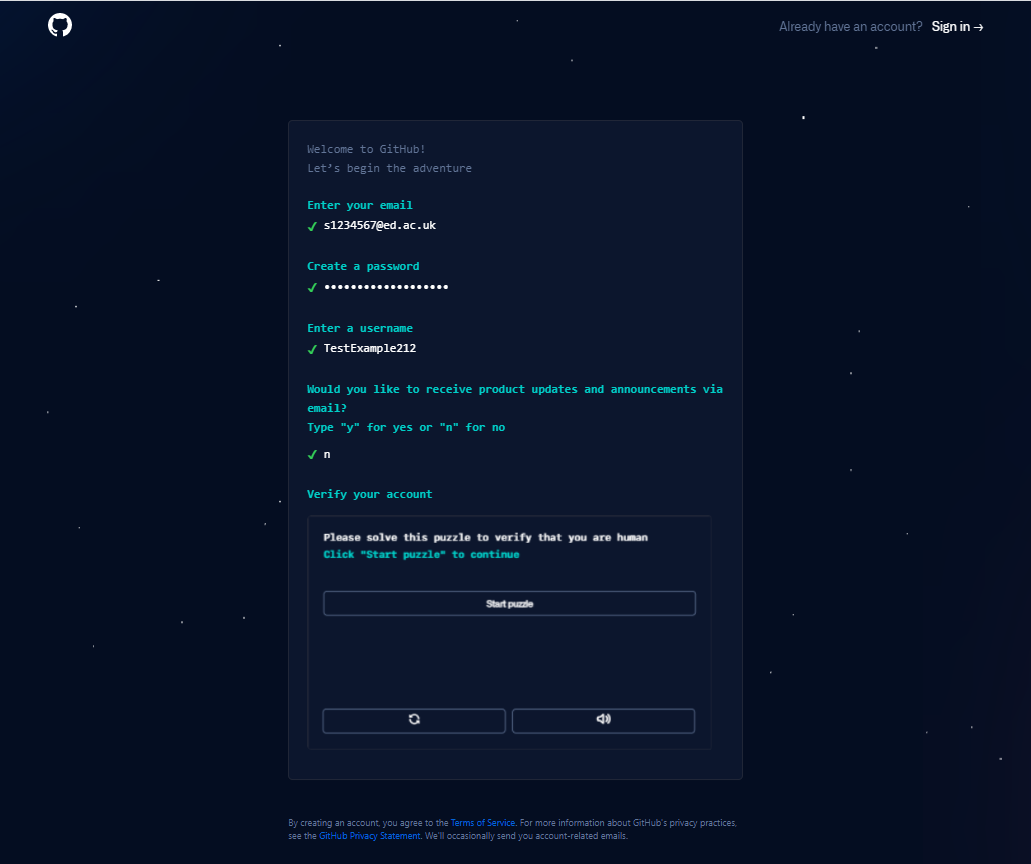 Already have an account? Sign in →
Welcome to GitHub!
Let’s begin the adventure
Enter your email
✓ s1234567@ed.ac.uk
Create a password
✓ •••••••••••••••••••
Enter a username
✓ TestExample212
Would you like to receive product updates and announcements via
email?
Type "y" for yes or "n" for no
✓ n
Verify your account
Please solve this puzzle to verify that you are human
Click "Start puzzle" to continue
Start puzzle
By creating an account, you agree to the Terms of Service. For more information about GitHub's privacy practices,
see the GitHub Privacy Statement. We'll occasionally send you account-related emails.